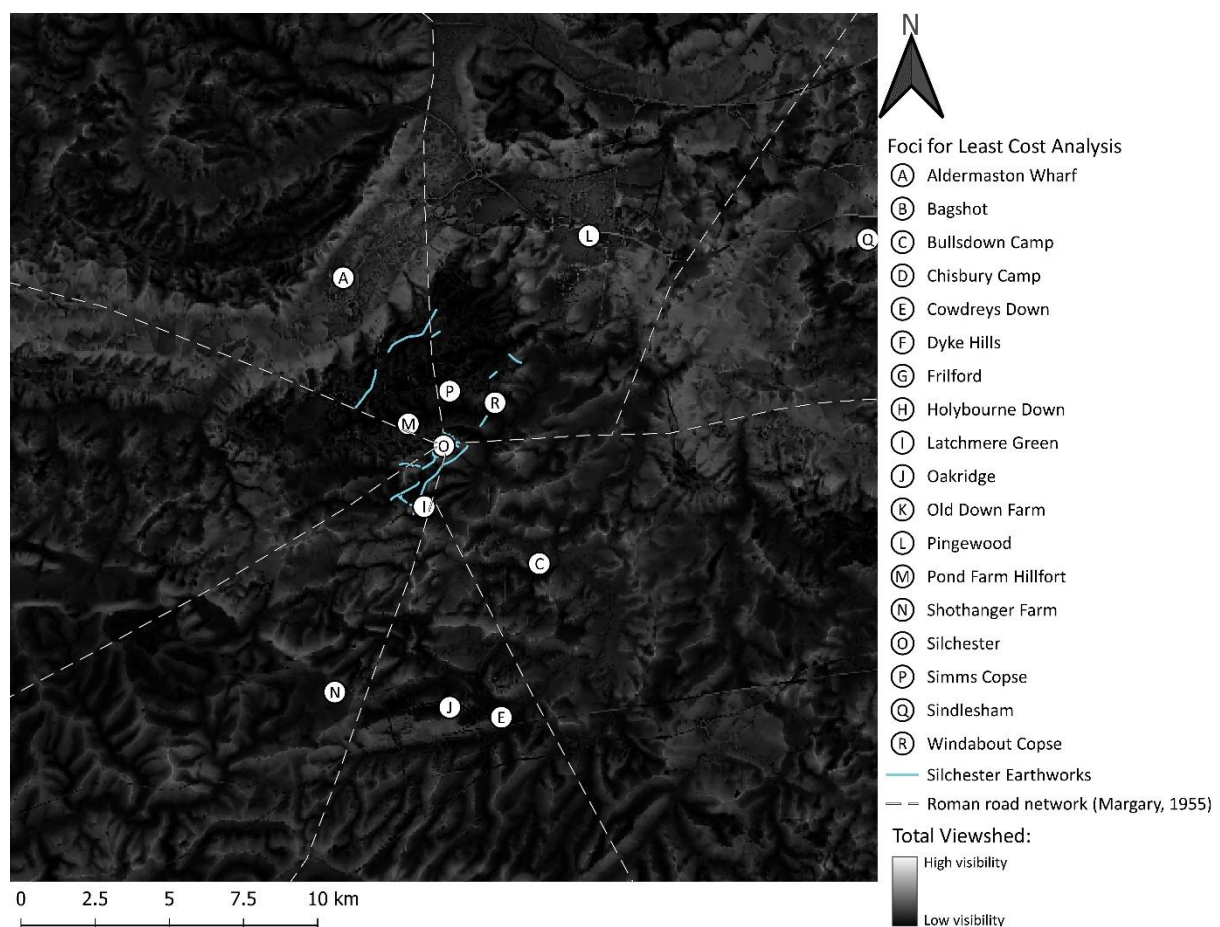 N
Foci for Least Cost Analysis
A Aldermaston Wharf
B Bagshot
C Bullsdown Camp
D Chisbury Camp
E Cowdreys Down
F Dyke Hills
G Frilford
H Holybourne Down
I Latchmere Green
J Oakridge
K Old Down Farm
L Pingewood
M Pond Farm Hillfort
N Shothanger Farm
O Silchester
P Simms Copse
Q Sindlesham
R Windabout Copse
Silchester Earthworks
Roman road network (Margary, 1955)
Total Viewshed:
High visibility
Low visibility
L
Q
A
P
R
M
O
I
C
N
J
E
0 2.5 5 7.5 10 km